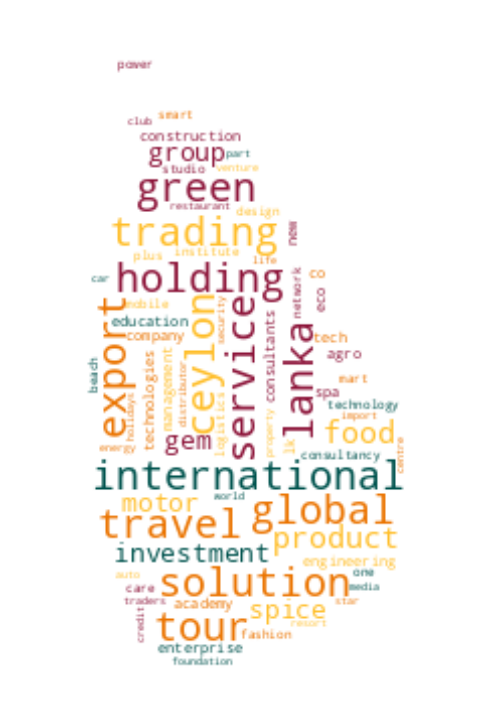 power
smart
club
construction
group
part
studio
venture
green
restaurant
design
trading
new
plus
institute
life
car
holding
co
network
eco
mobile
export
ceylon
security
service
education
company
consultants
lanka
tech
agro
beach
technologies
management
distributor
mart
spa
technology
import
holidays
logistics
property
gem
lk
food
centre
energy
consultancy
international
world
motor
global
travel
product
investment
engineering
auto
solution
one
media
care
traders
academy
spice
star
credit
tour
resort
fashion
enterprise
foundation